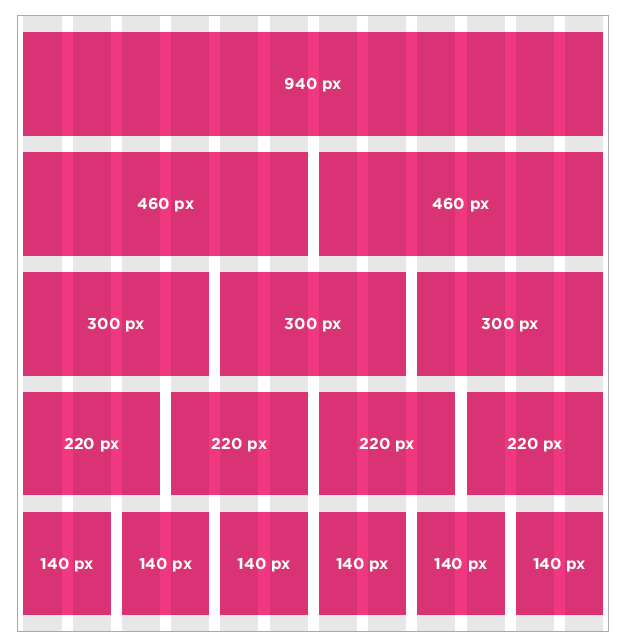 940 px
460 px 460 px
300 px 300 px 300 px
220 px 220 px 220 px 220 px
140 px 140 px 140 px 140 px 140 px 140 px